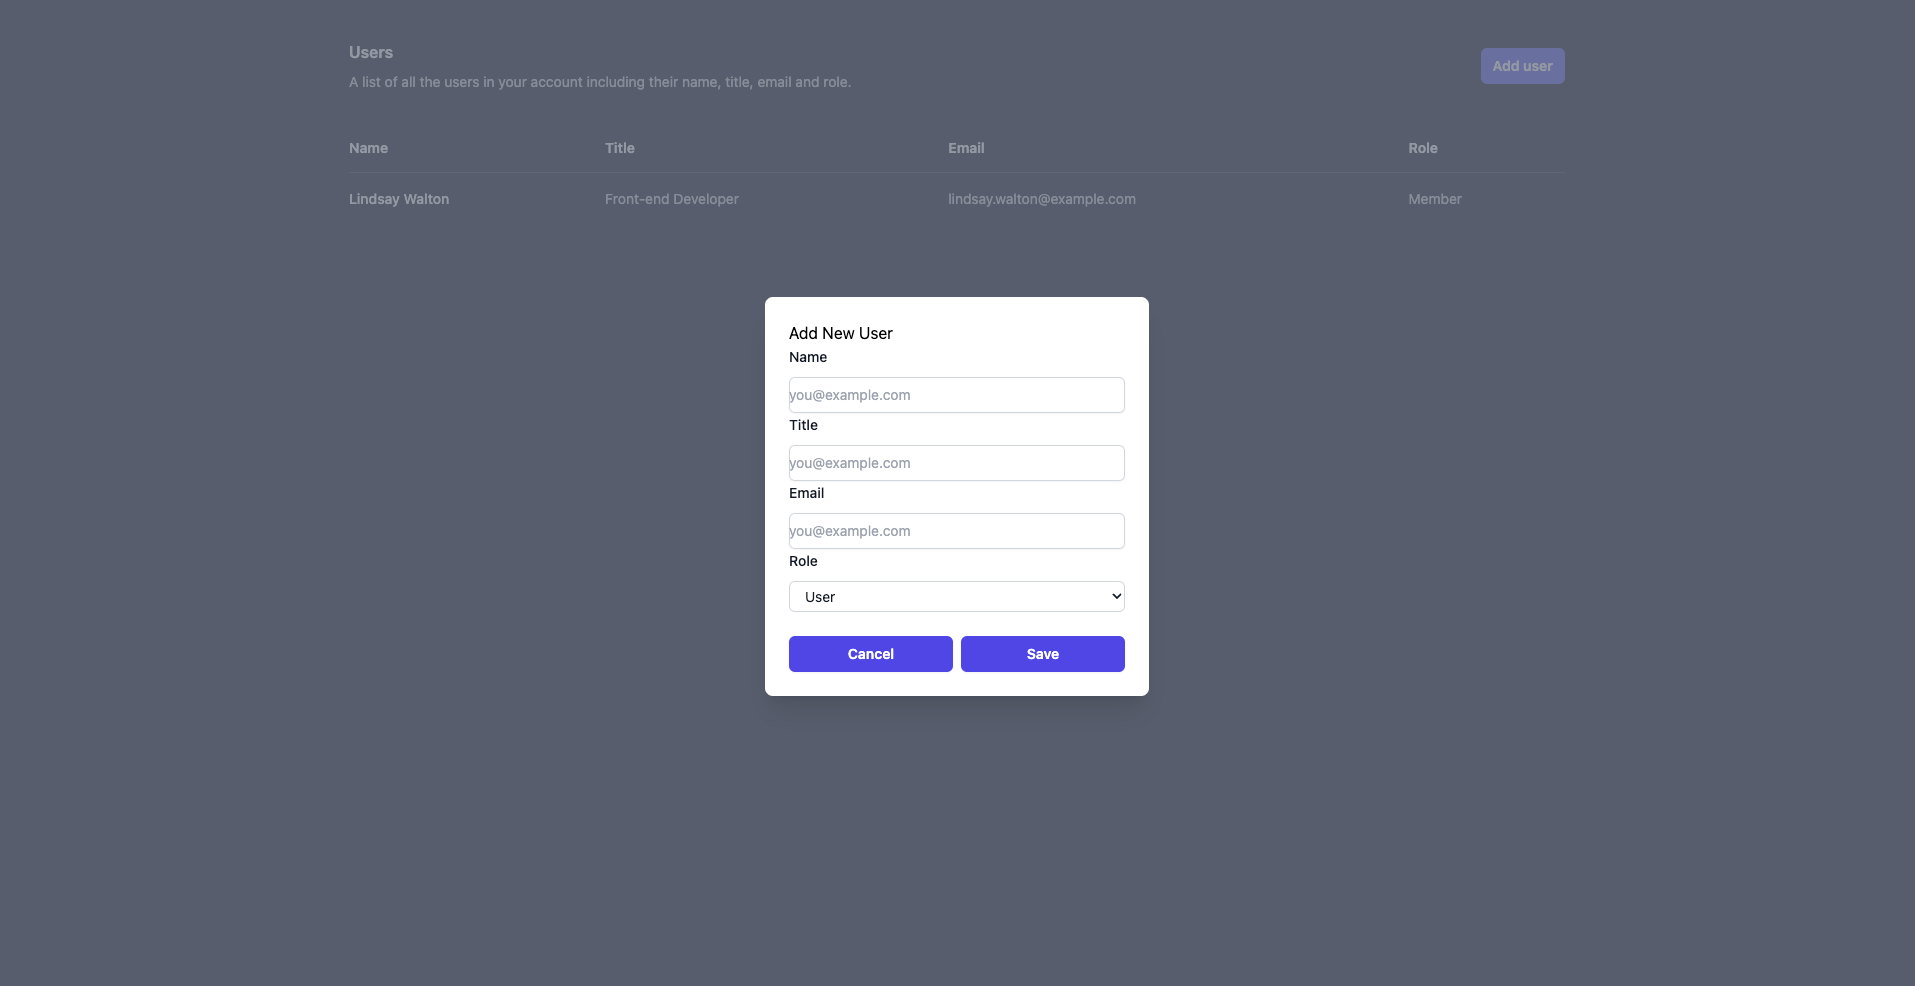 Users
Add user
A list of all the users in your account including their name, title, email and role.
Name Title Email Role
Lindsay Walton Front-end Developer lindsay.walton@example.com Member
Add New User
Name
you@example.com
Title
you@example.com
Email
you@example.com
Role
User
Cancel Save